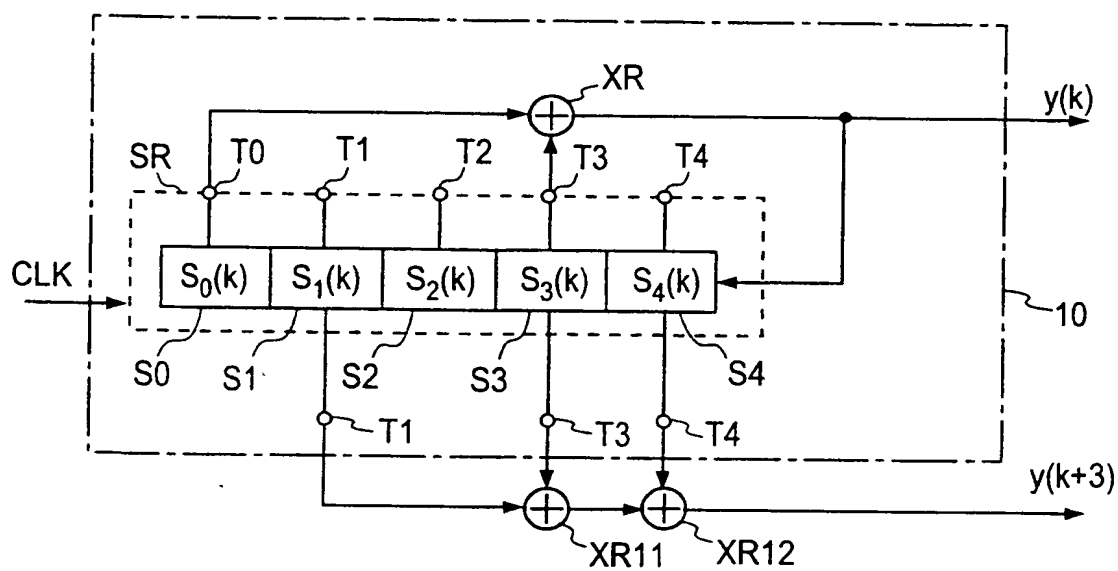 XR
y(k)
SR
T0
T1
T2
T3
T4
CLK
S₀(k)
S₁(k)
S₂(k)
S₃(k)
S₄(k)
10
S0
S1
S2
S3
S4
T1
T3
T4
y(k+3)
XR11
XR12